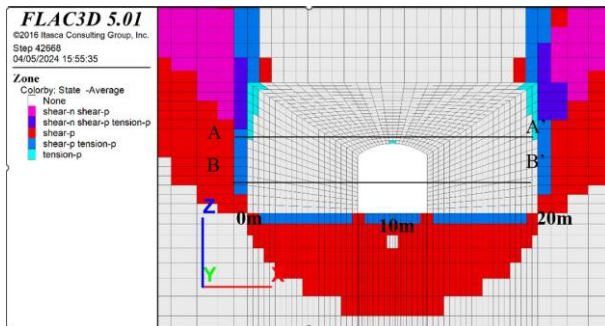 FLAC3D 5.01
©2016 Itasca Consulting Group, Inc.
Step 42668
04/05/2024 15:55:35
Zone
Colorby: State -Average
None
shear-n shear-p
shear-n shear-p tension-p
shear-p
shear-p tension-p
tension-p
A A’
B B’
Z
0m 10m 20m
Y X